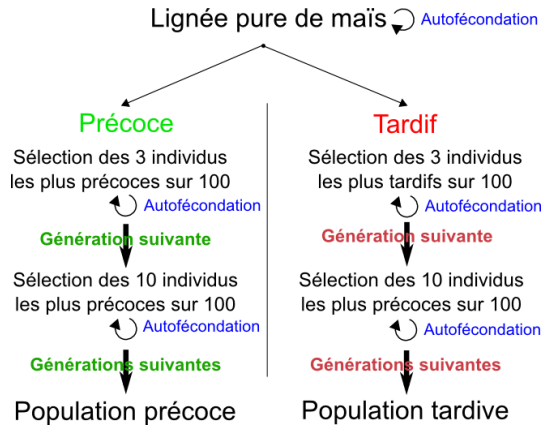 Lignée pure de maïs
Autofécondation
Précoce
Sélection des 3 individus
les plus précoces sur 100
Autofécondation
Génération suivante
Sélection des 10 individus
les plus précoces sur 100
Autofécondation
Générations suivantes
Population précoce
Tardif
Sélection des 3 individus
les plus tardifs sur 100
Autofécondation
Génération suivante
Sélection des 10 individus
les plus précoces sur 100
Autofécondation
Générations suivantes
Population tardive